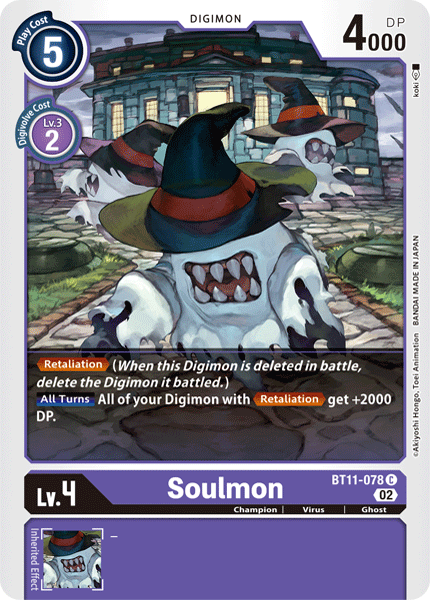 DIGIMON
Play Cost
5
4000
DP
koki
Digivolve Cost
Lv.3
2
Retaliation (When this Digimon is deleted in battle,
delete the Digimon it battled.)
All Turns All of your Digimon with Retaliation get +2000
DP.
©Akiyoshi Hongo, Toei Animation BANDAI MADE IN JAPAN
Lv.4
Soulmon
BT11-078 C
02
Champion | Virus | Ghost
Inherited Effect
–